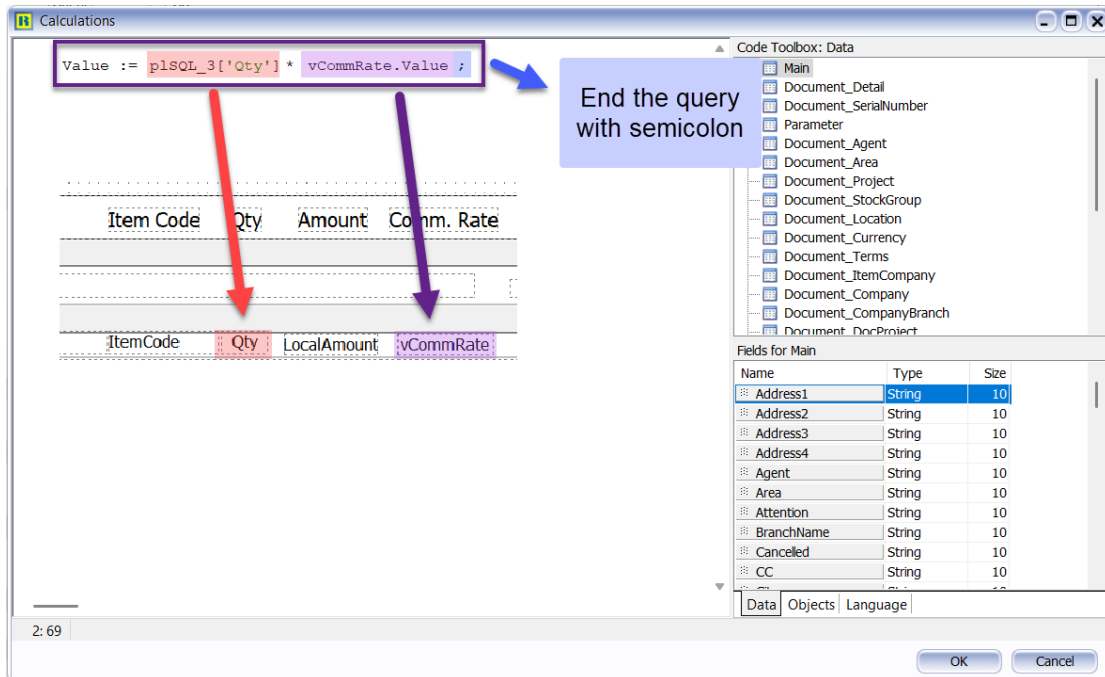 Calculations
Value := plSQL_3['Qty'] * vCommRate.Value ;
End the query
with semicolon
Item Code Qty Amount Comm. Rate
ItemCode Qty LocalAmount vCommRate
Code Toolbox: Data
Main
Document_Detail
Document_SerialNumber
Parameter
Document_Agent
Document_Area
Document_Project
Document_StockGroup
Document_Location
Document_Currency
Document_Terms
Document_ItemCompany
Document_Company
Document_CompanyBranch
Document_DocProject
Fields for Main
Name Type Size
Address1 String 10
Address2 String 10
Address3 String 10
Address4 String 10
Agent String 10
Area String 10
Attention String 10
BranchName String 10
Cancelled String 10
CC String 10
Data Objects Language
2: 69
OK Cancel